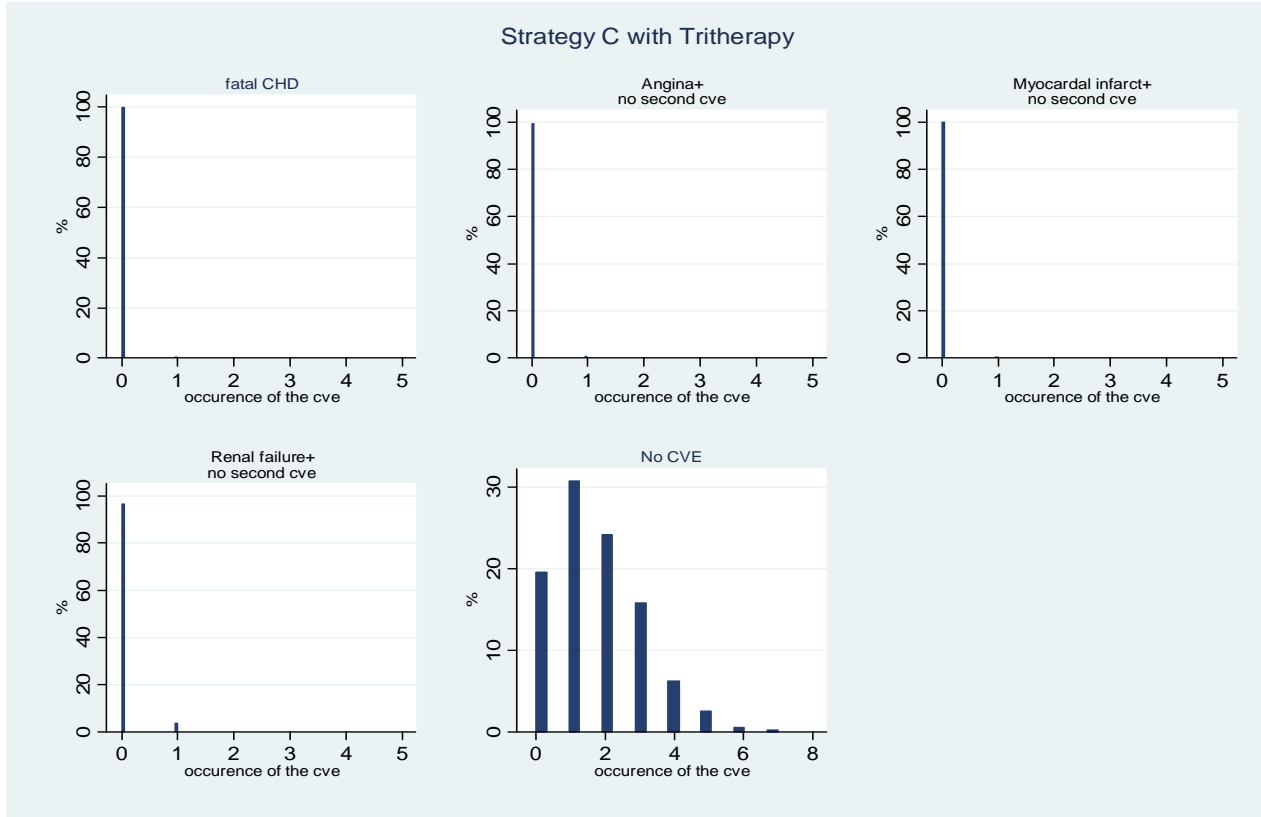 Strategy C with Tritherapy
fatal CHD
100
80
60
40
20
0
%
0 1 2 3 4 5
occurence of the cve
Angina+
no second cve
100
80
60
40
20
0
%
0 1 2 3 4 5
occurence of the cve
Myocardal infarct+
no second cve
100
80
60
40
20
0
%
0 1 2 3 4 5
occurence of the cve
Renal failure+
no second cve
100
80
60
40
20
0
%
0 1 2 3 4 5
occurence of the cve
No CVE
30
20
10
0
%
0 2 4 6 8
occurence of the cve